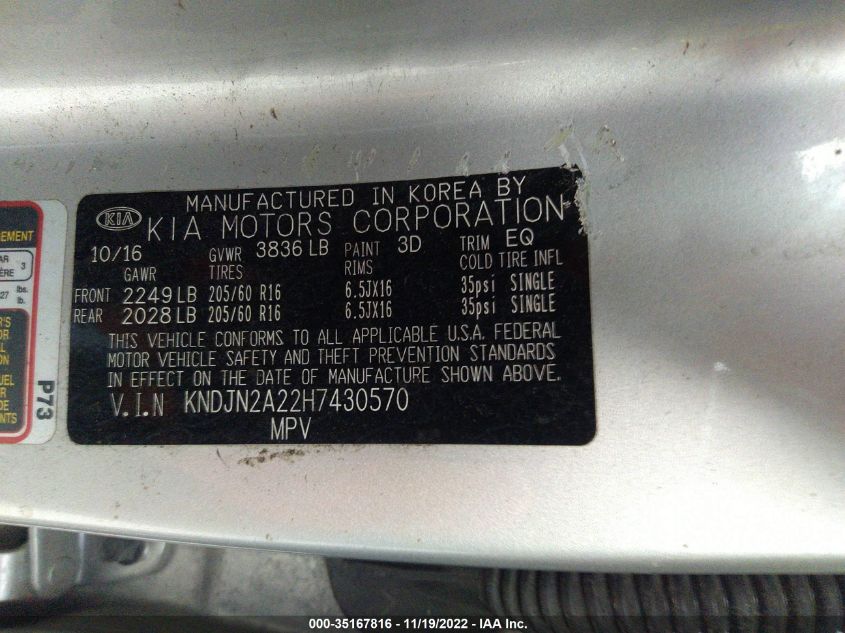 MANUFACTURED IN KOREA BY
KIA KIA MOTORS CORPORATION
10/16 GVWR 3836 LB PAINT 3D TRIM EQ
GAWR TIRES RIMS COLD TIRE INFL
FRONT 2249 LB 205/60 R16 6.5JX16 35psi SINGLE
REAR 2028 LB 205/60 R16 6.5JX16 35psi SINGLE
THIS VEHICLE CONFORMS TO ALL APPLICABLE U.S.A. FEDERAL
MOTOR VEHICLE SAFETY AND THEFT PREVENTION STANDARDS
IN EFFECT ON THE DATE OF MANUFACTURE SHOWN ABOVE.
V.I.N KNDJN2A22H7430570
MPV
3
lbs.
lb.
P73
000-35167816 - 11/19/2022 - IAA Inc.